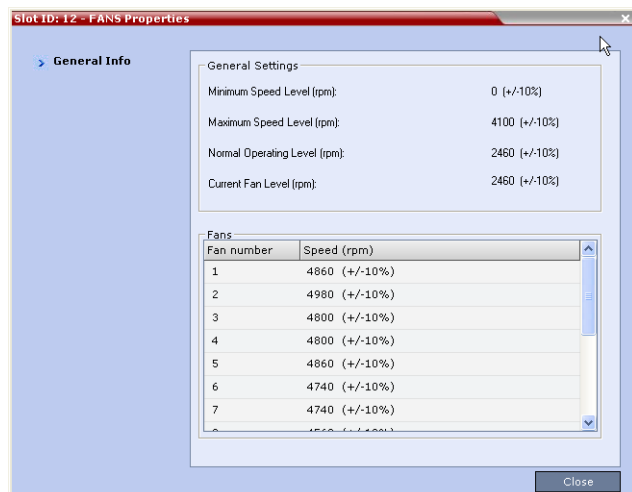 Slot ID: 12 - FANS Properties
General Info
General Settings
Minimum Speed Level (rpm): 0 (+/-10%)
Maximum Speed Level (rpm): 4100 (+/-10%)
Normal Operating Level (rpm): 2460 (+/-10%)
Current Fan Level (rpm): 2460 (+/-10%)
Fans
Fan number Speed (rpm)
1 4860 (+/-10%)
2 4980 (+/-10%)
3 4800 (+/-10%)
4 4800 (+/-10%)
5 4860 (+/-10%)
6 4740 (+/-10%)
7 4740 (+/-10%)
Close